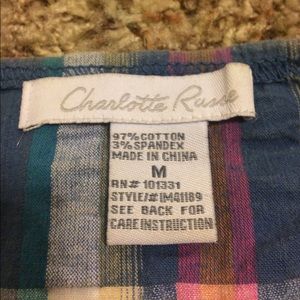 Charlotte Russe
97% COTTON
3% SPANDEX
MADE IN CHINA
M
RN# 101331
STYLE/#1M41189
SEE BACK FOR
CARE INSTRUCTION